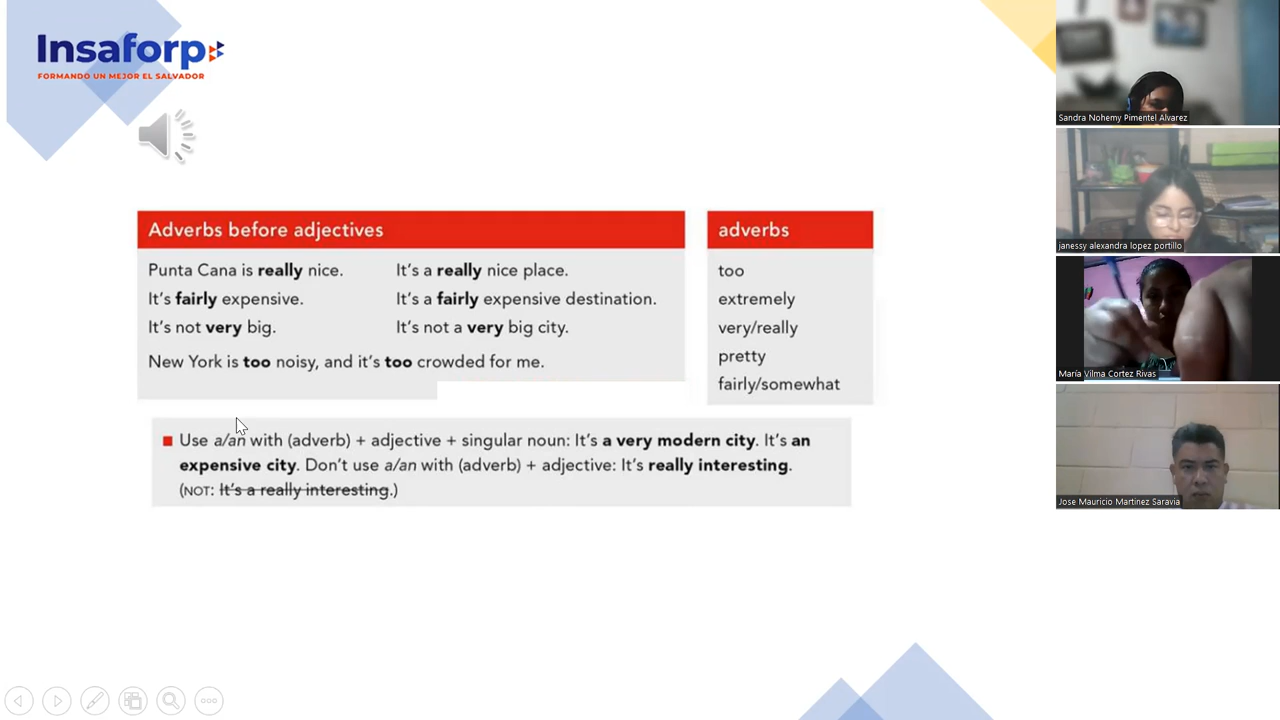 Insaforp
FORMANDO UN MEJOR EL SALVADOR
Adverbs before adjectives
Punta Cana is really nice. It's a really nice place.
It's fairly expensive. It's a fairly expensive destination.
It's not very big. It's not a very big city.
New York is too noisy, and it's too crowded for me.
adverbs
too
extremely
very/really
pretty
fairly/somewhat
Use a/an with (adverb) + adjective + singular noun: It's a very modern city. It's an
expensive city. Don't use a/an with (adverb) + adjective: It's really interesting.
(NOT: It's a really interesting.)
Sandra Nohemy Pimentel Alvarez
janessy alexandra lopez portillo
María Vilma Cortez Rivas
Jose Mauricio Martinez Saravia